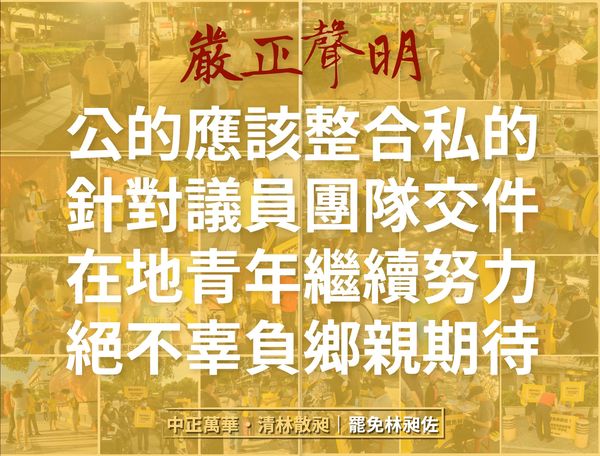 嚴正聲明
公的應該整合私的
針對議員團隊交件
在地青年繼續努力
絕不辜負鄉親期待
中正萬華・清林散昶｜罷免林昶佐